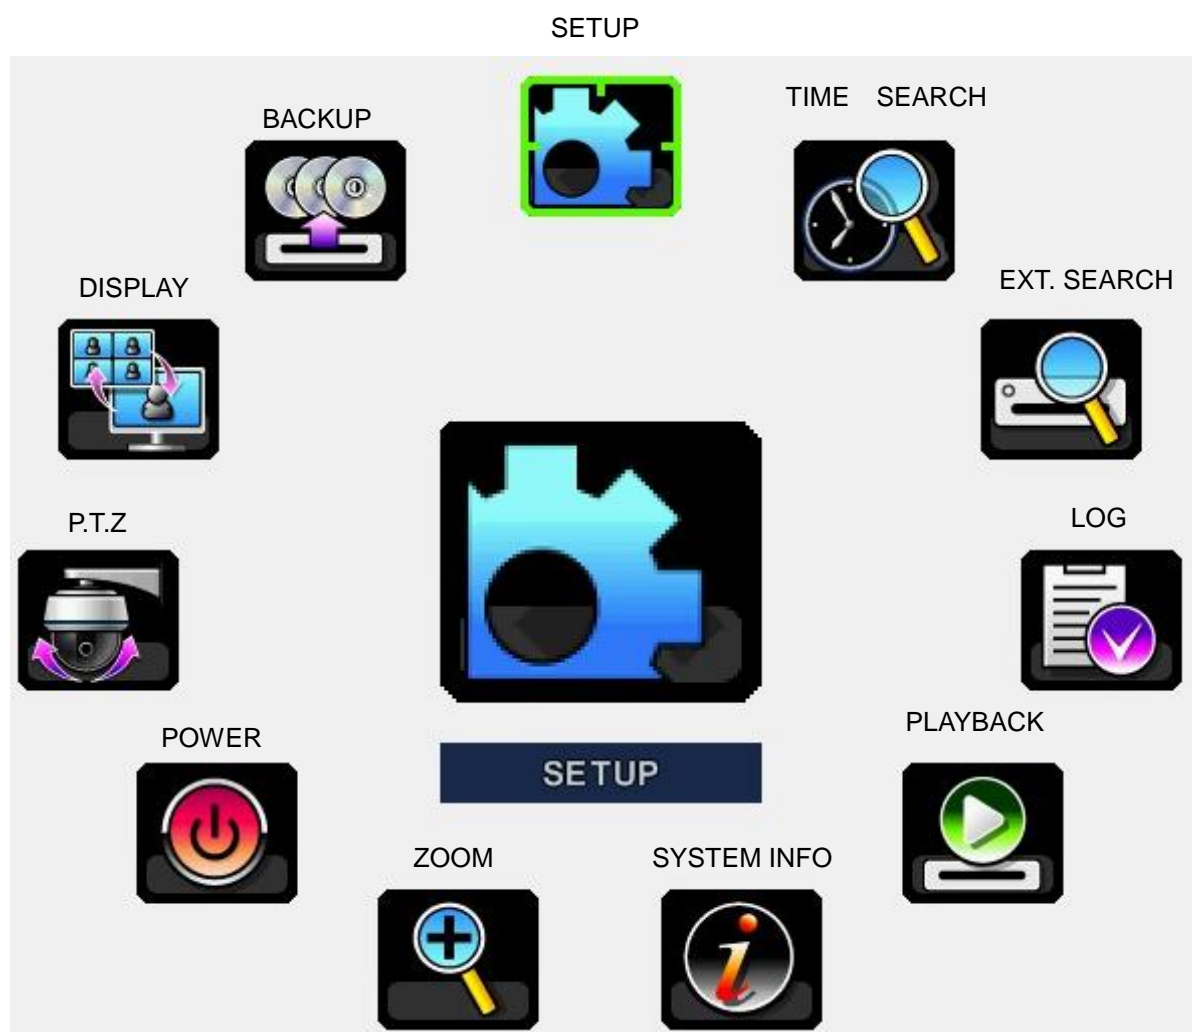 SETUP
TIME SEARCH
BACKUP
EXT. SEARCH
DISPLAY
LOG
P.T.Z
PLAYBACK
POWER
SETUP
ZOOM
SYSTEM INFO